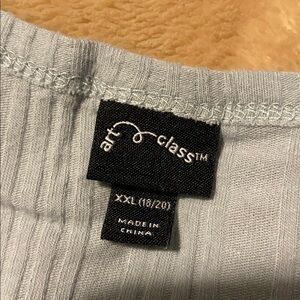 art class™
XXL (18/20)
MADE IN
CHINA